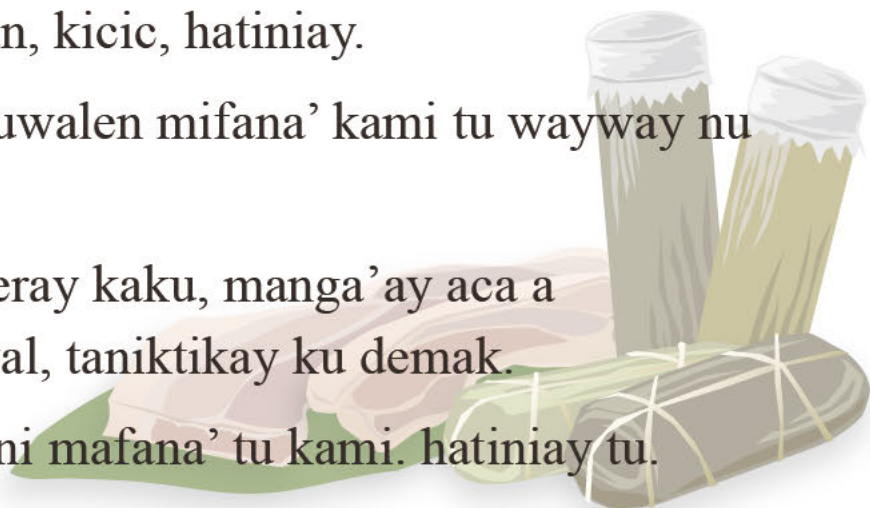 n, kicic, hatiniay.
uwalen mifana’ kami tu wayway nu
eray kaku, manga’ay aca a
al, taniktikay ku demak.
ni mafana’ tu kami. hatiniay tu.